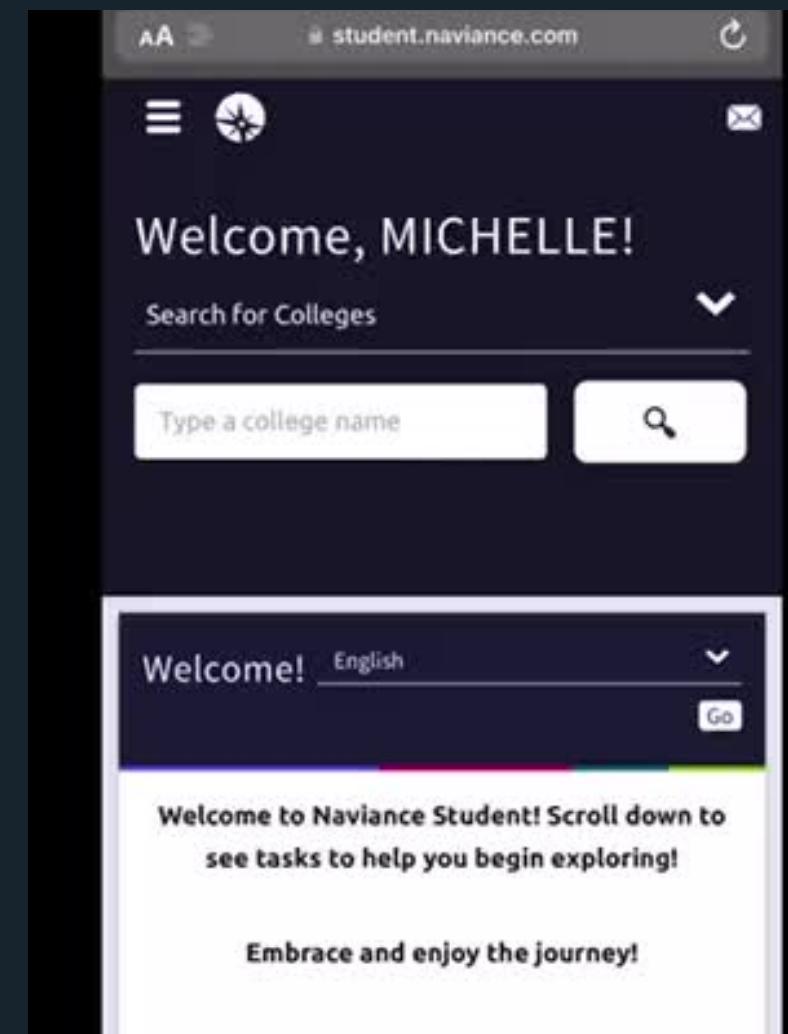 AA student.naviance.com
Welcome, MICHELLE!
Search for Colleges
Type a college name
Welcome! English
Go
Welcome to Naviance Student! Scroll down to
see tasks to help you begin exploring!
Embrace and enjoy the journey!